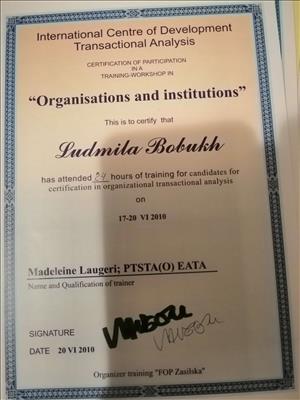 International Centre of Development
Transactional Analysis
CERTIFICATION OF PARTICIPATION
IN A
TRAINING-WORKSHOP IN
“Organisations and institutions”
This is to certify that
Ludmila Bobukh
has attended 24 hours of training for candidates for
certification in organizational transactional analysis
on
17-20 VI 2010
Madeleine Laugeri; PTSTA(O) EATA
Name and Qualification of trainer
SIGNATURE
DATE 20 VI 2010
Organizer training "FOP Zasilska"